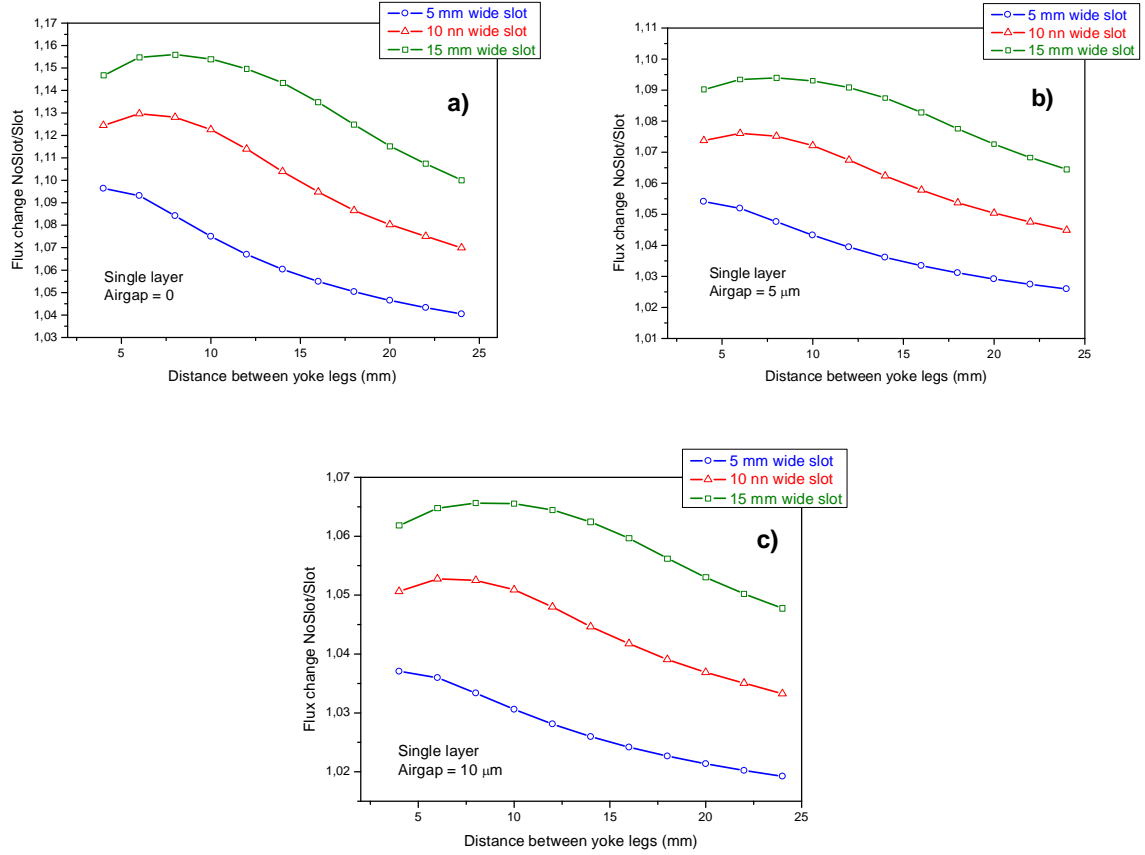 5 mm wide slot
10 nn wide slot
15 mm wide slot
a)
Flux change NoSlot/Slot
1,17
1,16
1,15
1,14
1,13
1,12
1,11
1,10
1,09
1,08
1,07
1,06
1,05
1,04
1,03
Single layer
Airgap = 0
5
10
15
20
25
Distance between yoke legs (mm)
5 mm wide slot
10 nn wide slot
15 mm wide slot
b)
Flux change NoSlot/Slot
1,11
1,10
1,09
1,08
1,07
1,06
1,05
1,04
1,03
1,02
1,01
Single layer
Airgap = 5 μm
5
10
15
20
25
Distance between yoke legs (mm)
5 mm wide slot
10 nn wide slot
15 mm wide slot
c)
Flux change NoSlot/Slot
1,07
1,06
1,05
1,04
1,03
1,02
Single layer
Airgap = 10 μm
5
10
15
20
25
Distance between yoke legs (mm)